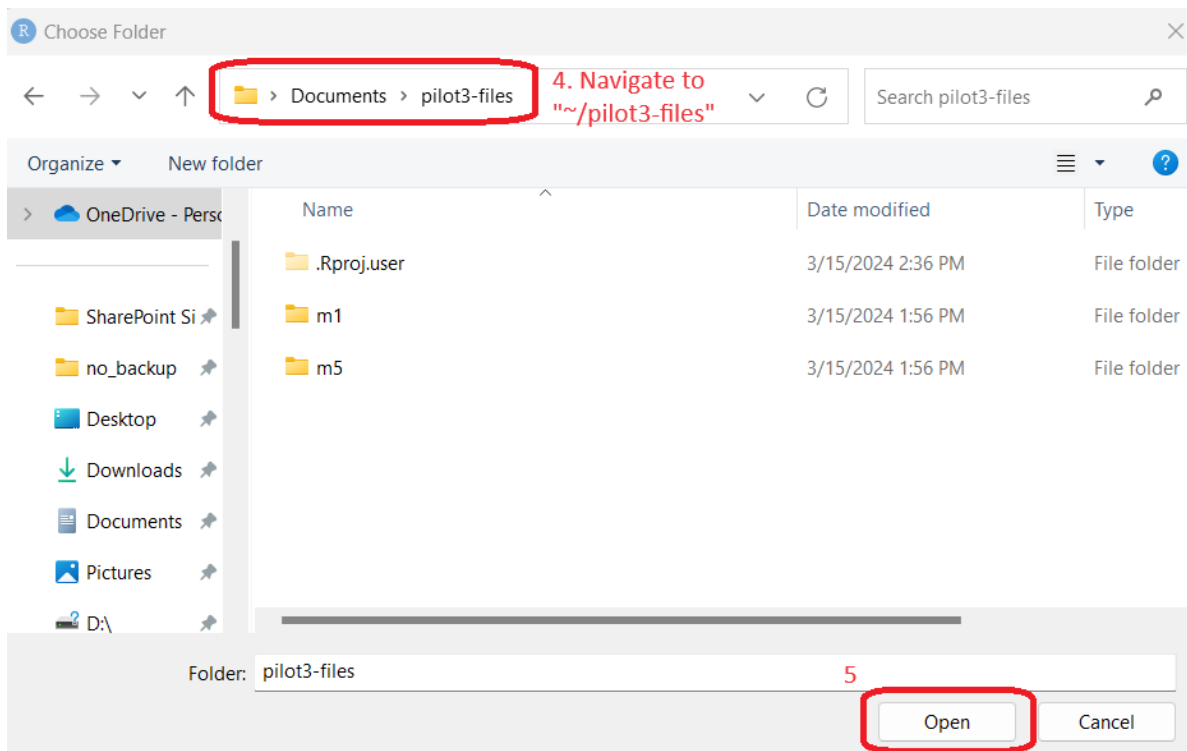 R Choose Folder
Documents > pilot3-files
4. Navigate to
"~/pilot3-files"
Search pilot3-files
Organize New folder
?
OneDrive - Persc
Name Date modified Type
.Rproj.user 3/15/2024 2:36 PM File folder
SharePoint Si
m1 3/15/2024 1:56 PM File folder
no_backup
m5 3/15/2024 1:56 PM File folder
Desktop
Downloads
Documents
Pictures
D:\
Folder: pilot3-files
5
Open Cancel